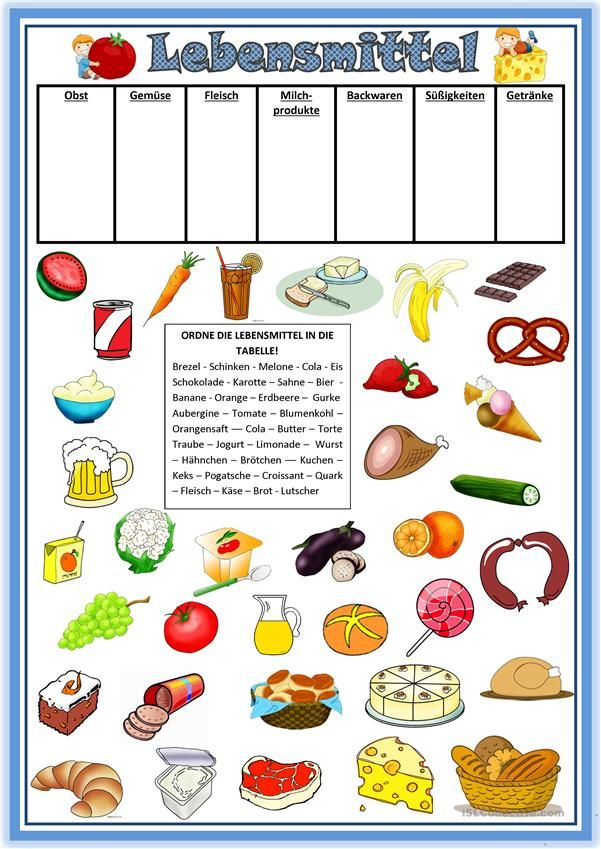 Lebensmittel
Obst Gemüse Fleisch Milch-produkte Backwaren Süßigkeiten Getränke
ORDNE DIE LEBENSMITTEL IN DIE
TABELLE!
Brezel - Schinken - Melone - Cola - Eis
Schokolade - Karotte – Sahne – Bier -
Banane - Orange – Erdbeere – Gurke
Aubergine – Tomate – Blumenkohl –
Orangensaft –– Cola – Butter – Torte
Traube – Jogurt – Limonade – Wurst
– Hähnchen – Brötchen –– Kuchen –
Keks – Pogatsche – Croissant – Quark
– Fleisch – Käse – Brot - Lutscher
iSLCollective.com